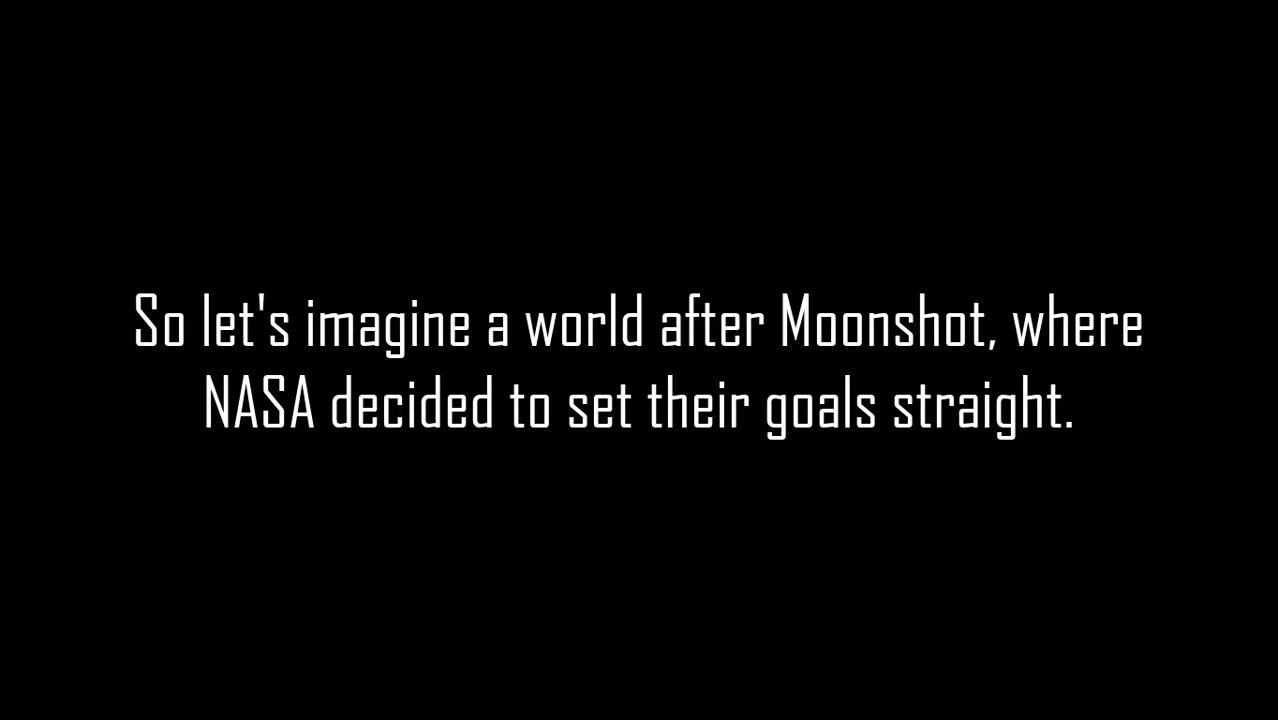 So let's imagine a world after Moonshot, where
NASA decided to set their goals straight.